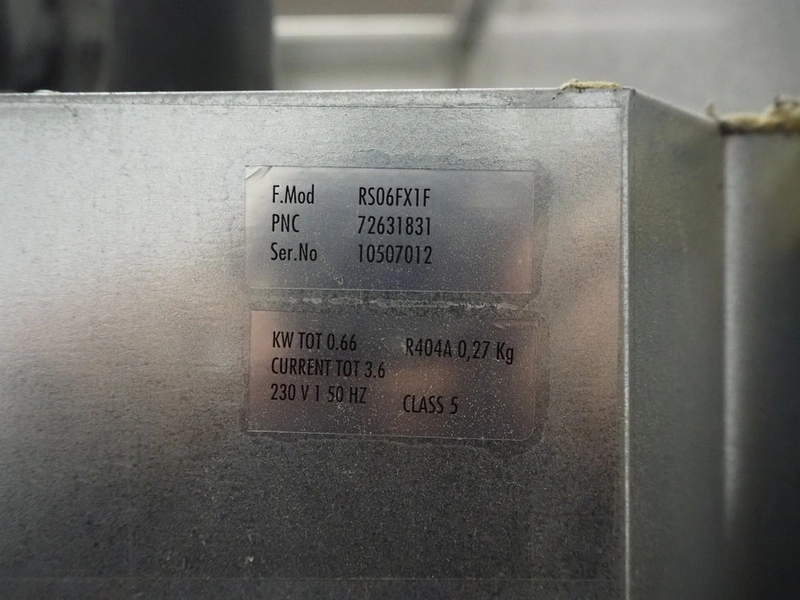 F.Mod RS06FX1F
PNC 72631831
Ser.No 10507012
KW TOT 0.66 R404A 0,27 Kg
CURRENT TOT 3.6
230 V 1 50 HZ CLASS 5